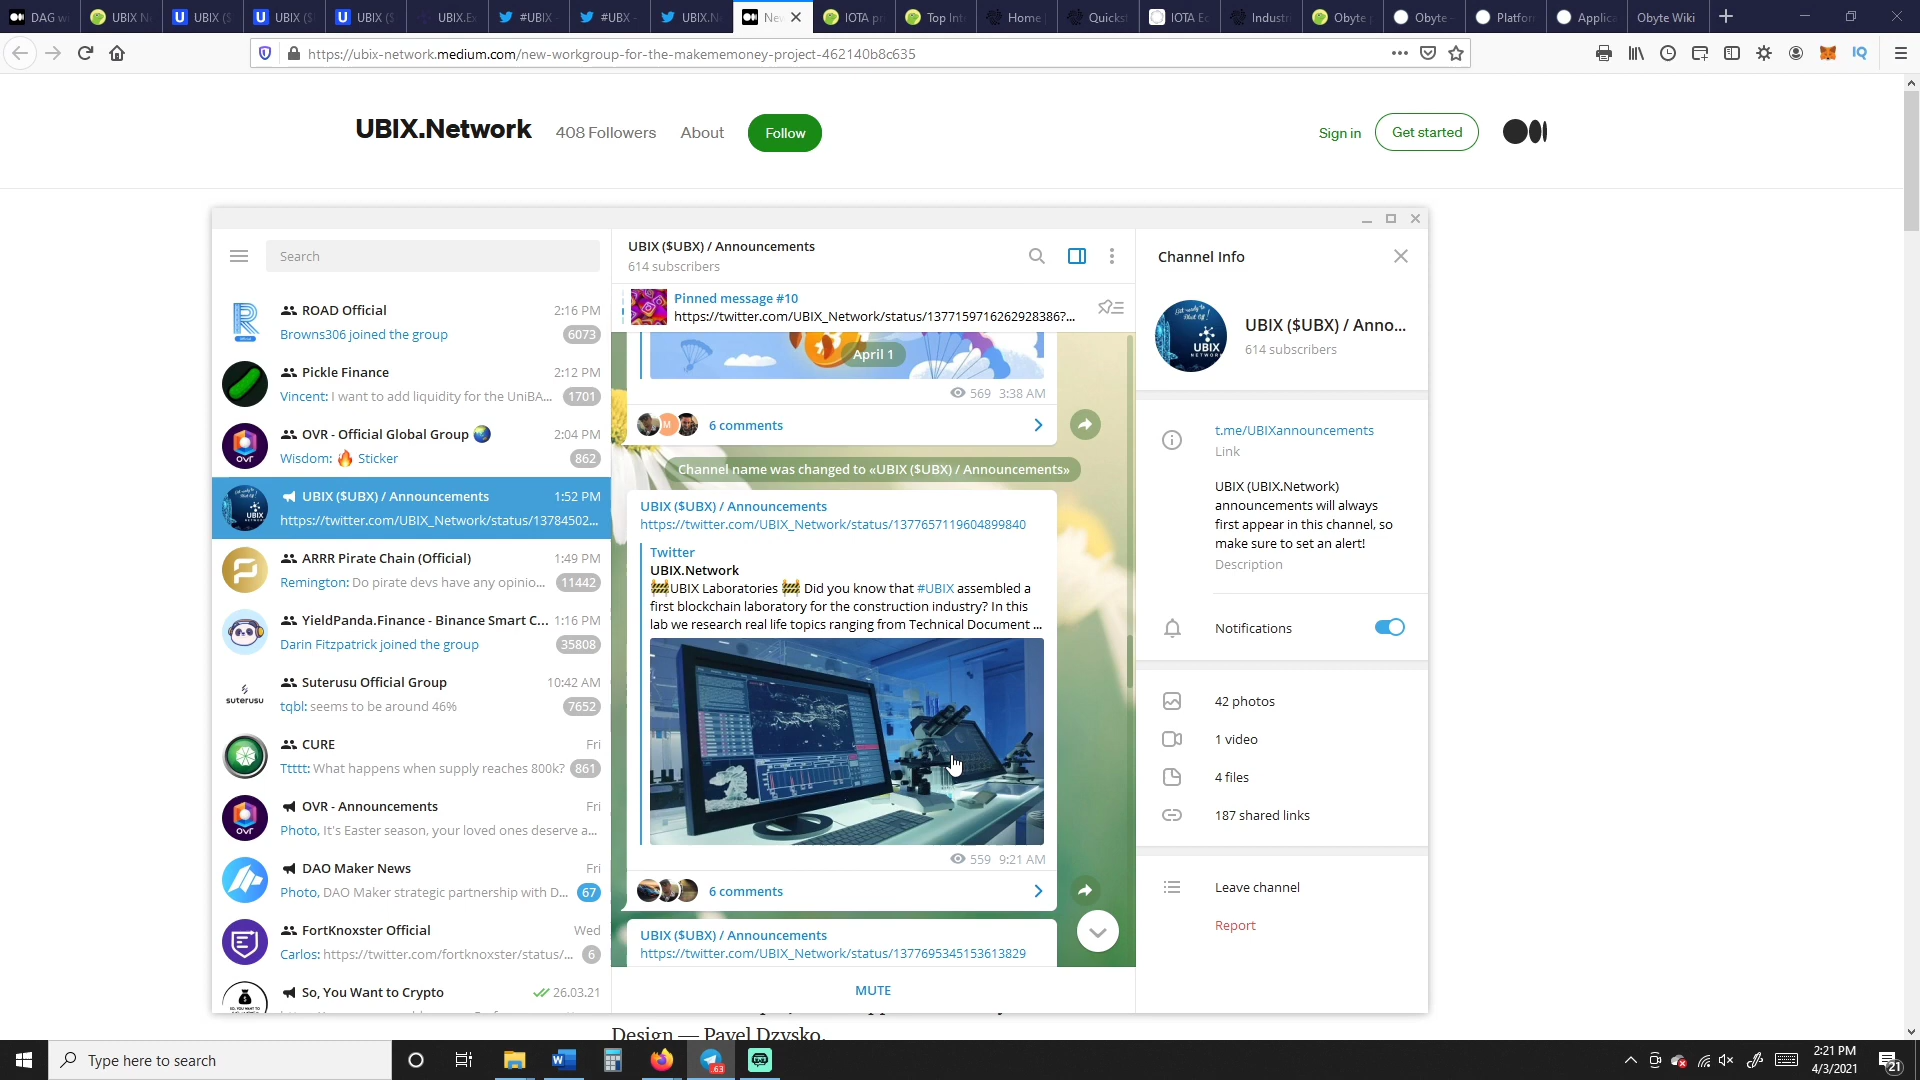 DAG w
UBIX N
UBIX ($
UBIX ($
UBIX ($
UBIX.Ex
#UBIX -
#UBX -
UBIX.N
Nev
IOTA pr
Top Int
Home |
Quickst
IOTA Ec
Industri
Obyte p
Obyte -
Platfor
Applica
Obyte Wiki
https://ubix-network.medium.com/new-workgroup-for-the-makememoney-project-462140b8c635
UBIX.Network
408 Followers
About
Follow
Sign in
Get started
Search
ROAD Official 2:16 PM
Browns306 joined the group 6073
Pickle Finance 2:12 PM
Vincent: I want to add liquidity for the UniBA... 1701
OVR - Official Global Group 2:04 PM
Wisdom: 🔥 Sticker 862
UBIX ($UBX) / Announcements 1:52 PM
https://twitter.com/UBIX_Network/status/13784502...
ARRR Pirate Chain (Official) 1:49 PM
Remington: Do pirate devs have any opinio... 11442
YieldPanda.Finance - Binance Smart C... 1:16 PM
Darin Fitzpatrick joined the group 35808
suterusu
Suterusu Official Group 10:42 AM
tqbl: seems to be around 46% 7652
CURE Fri
Ttttt: What happens when supply reaches 800k? 861
OVR - Announcements Fri
Photo, It's Easter season, your loved ones deserve a...
DAO Maker News Fri
Photo, DAO Maker strategic partnership with D... 67
FortKnoxster Official Wed
Carlos: https://twitter.com/fortknoxster/status/... 6
So, You Want to Crypto 26.03.21
UBIX ($UBX) / Announcements
614 subscribers
Pinned message #10
https://twitter.com/UBIX_Network/status/1377159716262928386?...
April 1
569 3:38 AM
6 comments
Channel name was changed to «UBIX ($UBX) / Announcements»
UBIX ($UBX) / Announcements
https://twitter.com/UBIX_Network/status/1377657119604899840
Twitter
UBIX.Network
🚧UBIX Laboratories 🚧 Did you know that #UBIX assembled a
first blockchain laboratory for the construction industry? In this
lab we research real life topics ranging from Technical Document ...
559 9:21 AM
6 comments
UBIX ($UBX) / Announcements
https://twitter.com/UBIX_Network/status/1377695345153613829
MUTE
Channel Info
UBIX NETWORK
UBIX ($UBX) / Anno...
614 subscribers
t.me/UBIXannouncements
Link
UBIX (UBIX.Network)
announcements will always
first appear in this channel, so
make sure to set an alert!
Description
Notifications
42 photos
1 video
4 files
187 shared links
Leave channel
Report
Design — Pavel Dzysko.
Type here to search
.63
2:21 PM
4/3/2021
21